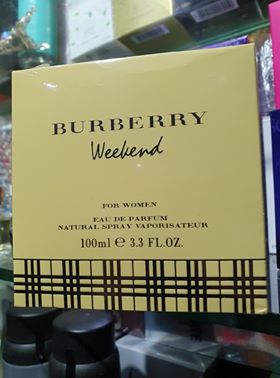 BURBERRY
Weekend
FOR WOMEN
EAU DE PARFUM
NATURAL SPRAY VAPORISATEUR
100ml ℮ 3.3 FL.OZ.